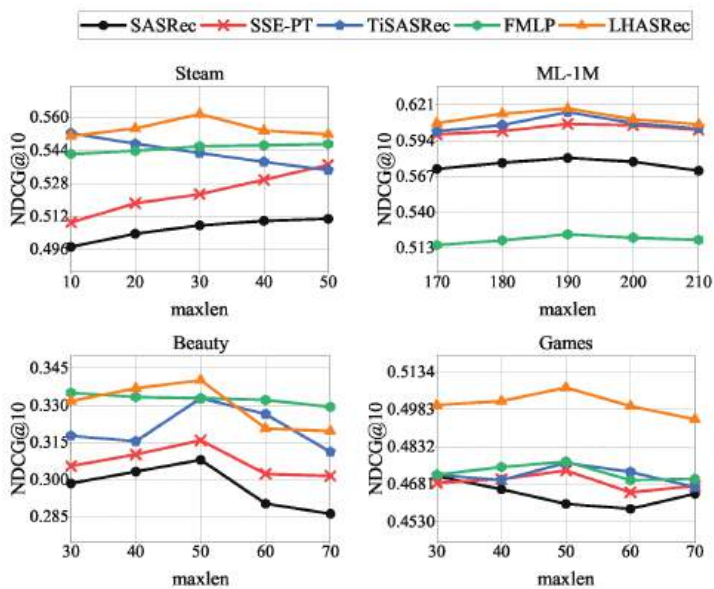 SASRec SSE-PT TiSASRec FMLP LHASRec
Steam
NDCG@10
0.560
0.544
0.528
0.512
0.496
10 20 30 40 50
maxlen
ML-1M
NDCG@10
0.621
0.594
0.567
0.540
0.513
170 180 190 200 210
maxlen
Beauty
NDCG@10
0.345
0.330
0.315
0.300
0.285
30 40 50 60 70
maxlen
Games
NDCG@10
0.5134
0.4983
0.4832
0.4681
0.4530
30 40 50 60 70
maxlen